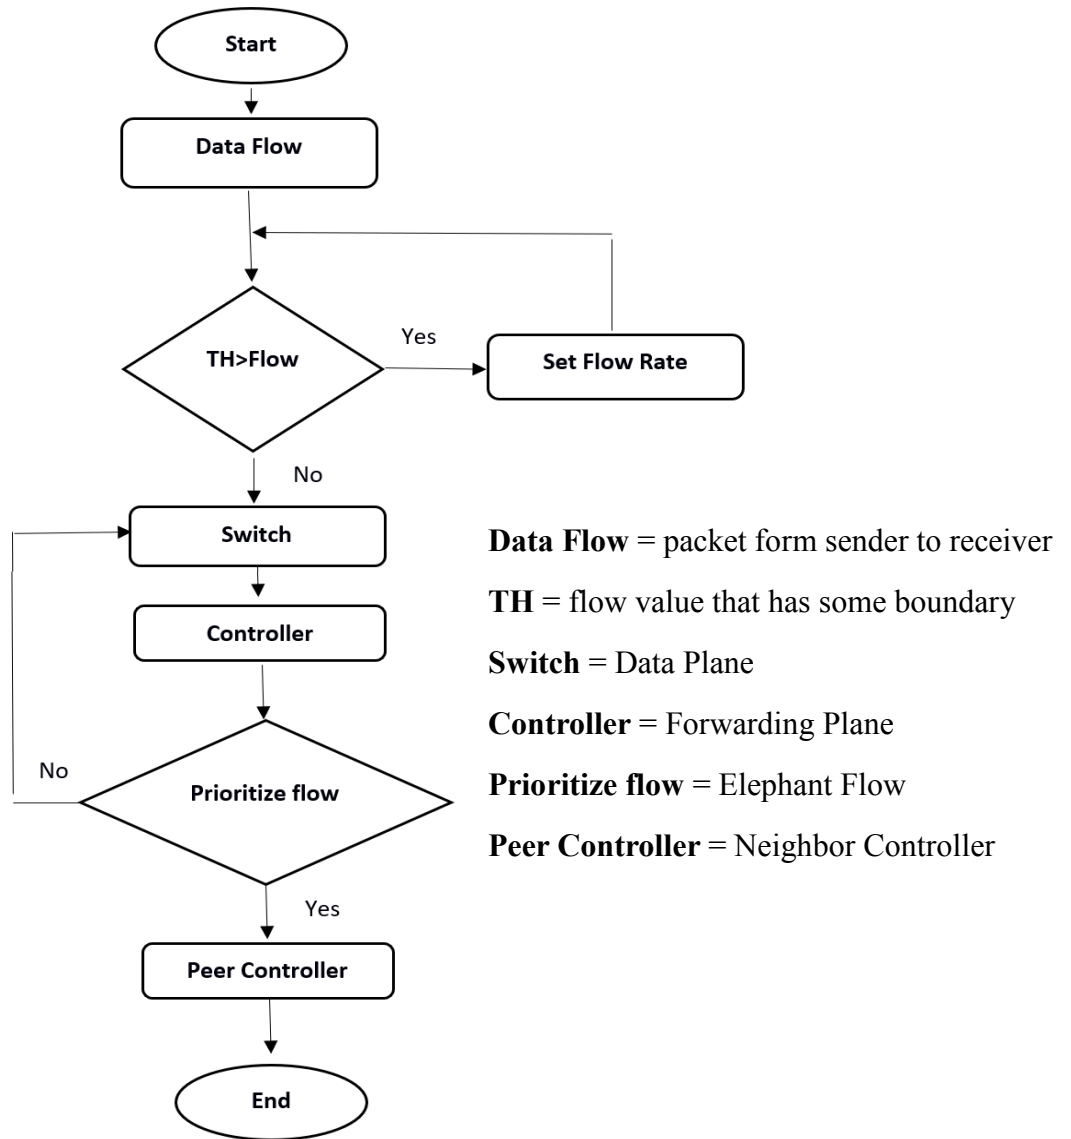 Start
Data Flow
TH>Flow
Yes
Set Flow Rate
No
Switch
Controller
Prioritize flow
No
Yes
Peer Controller
End
Data Flow = packet form sender to receiver
TH = flow value that has some boundary
Switch = Data Plane
Controller = Forwarding Plane
Prioritize flow = Elephant Flow
Peer Controller = Neighbor Controller